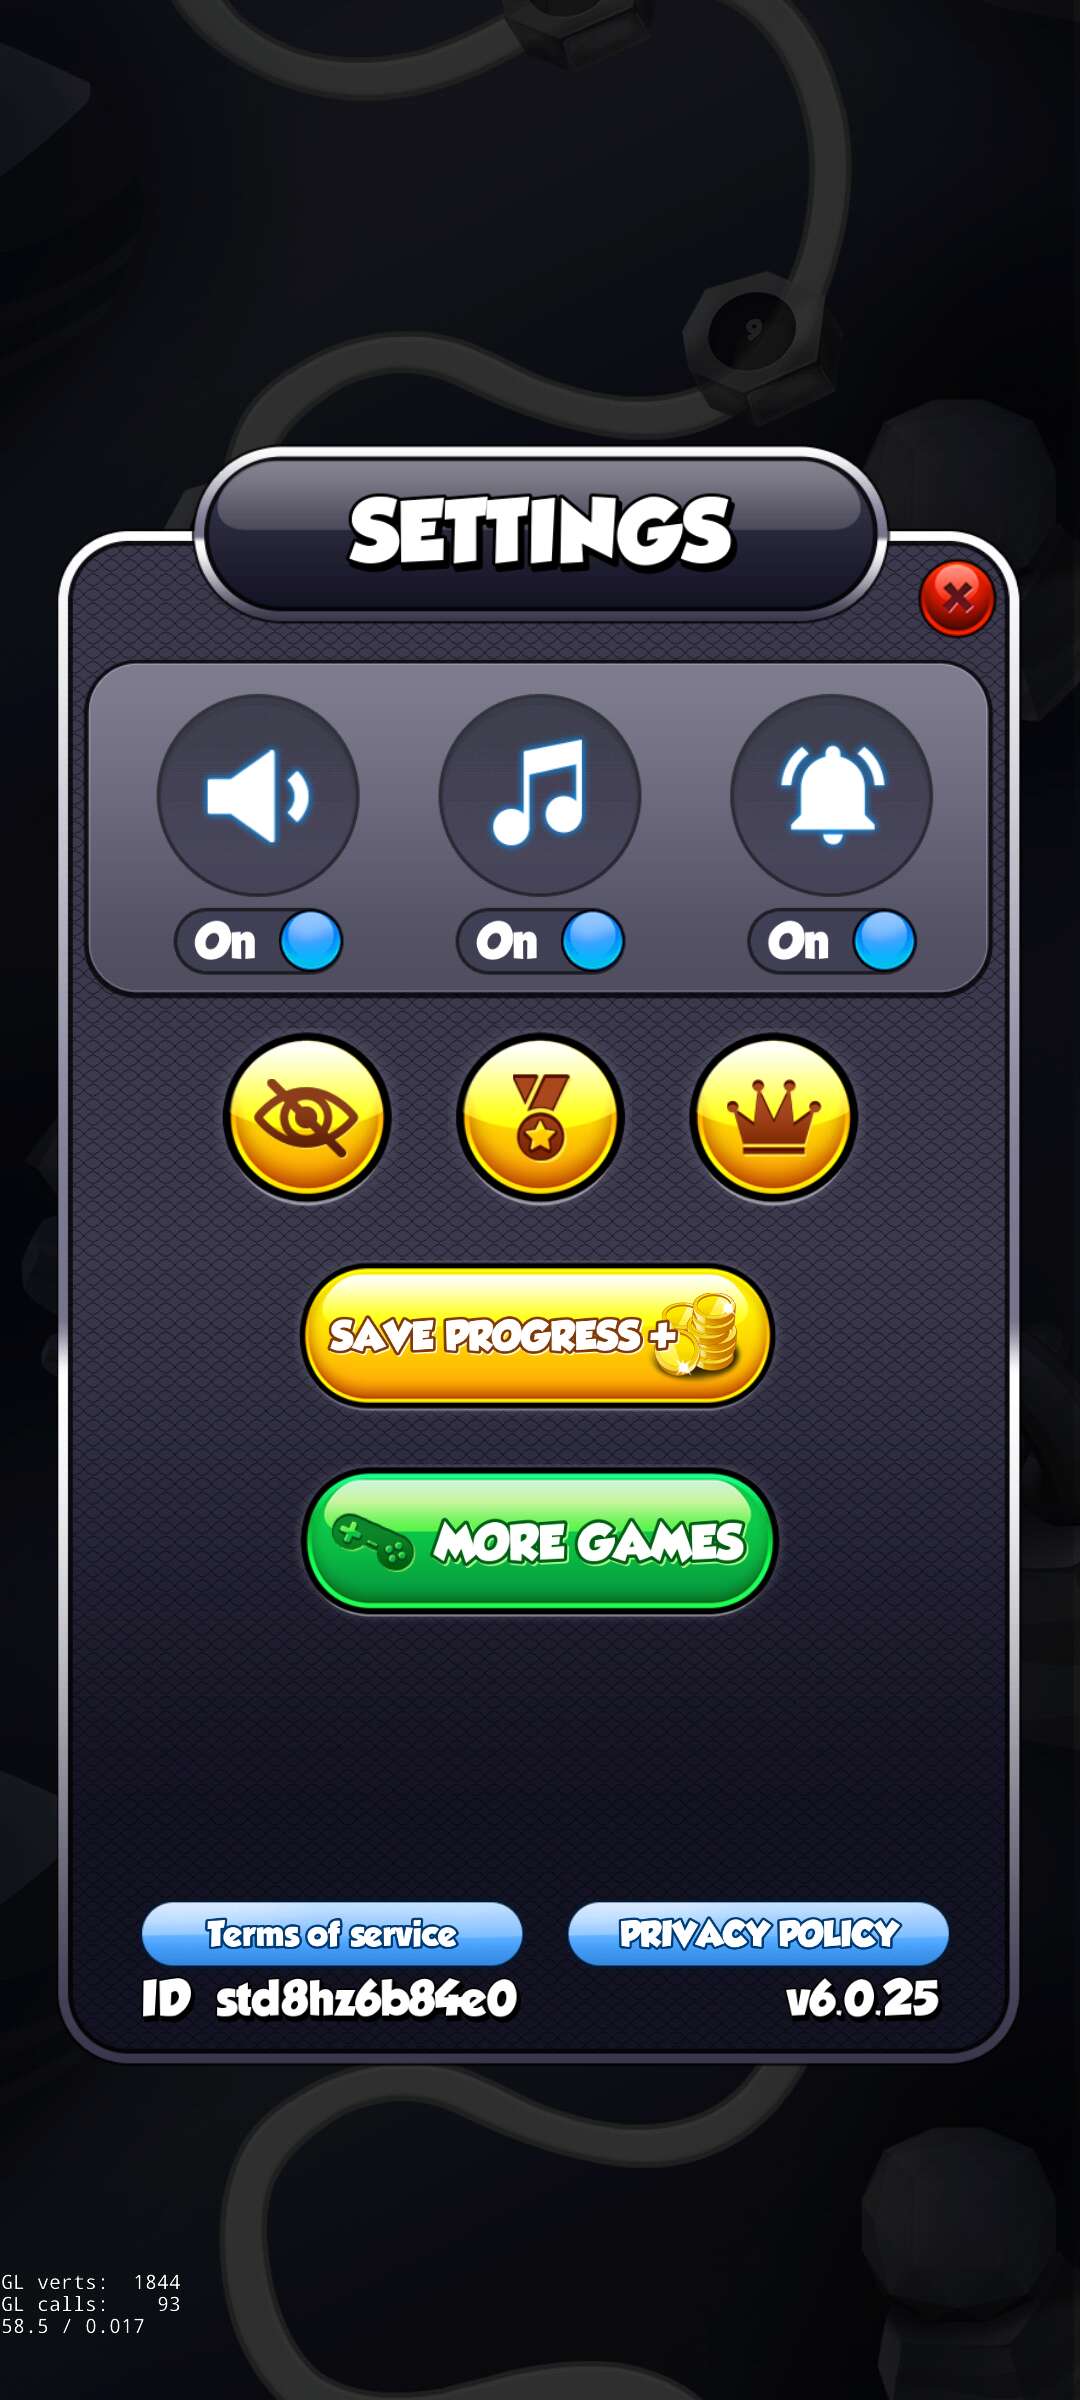 9
SETTINGS
On On On
SAVE PROGRESS +
MORE GAMES
Terms of service PRIVACY POLICY
ID std8hz6b84e0 v6.0.25
GL verts: 1844
GL calls: 93
58.5 / 0.017